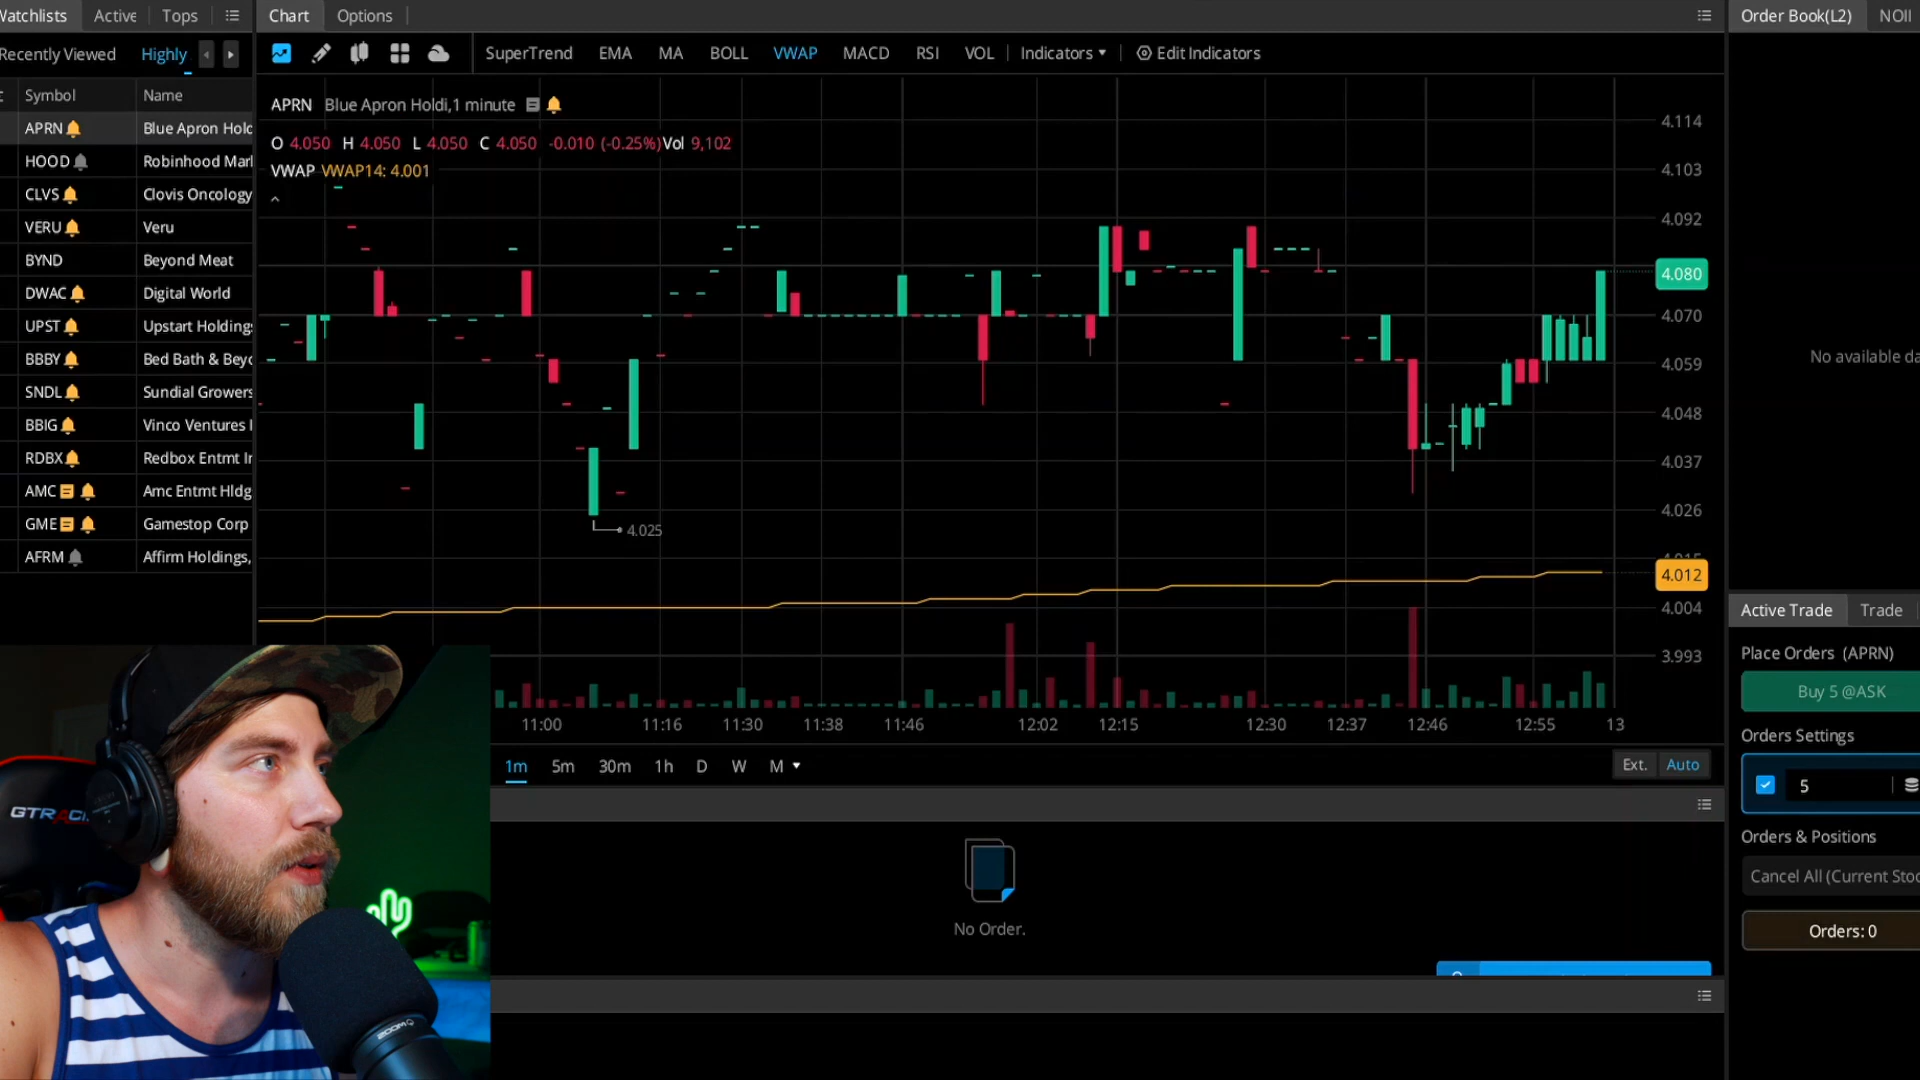 Watchlists Active Tops
Chart Options
Order Book(L2) NOII
Recently Viewed Highly
SuperTrend EMA MA BOLL VWAP MACD RSI VOL Indicators Edit Indicators
Symbol Name
APRN Blue Apron Hold
HOOD Robinhood Mark
CLVS Clovis Oncology
VERU Veru
BYND Beyond Meat
DWAC Digital World
UPST Upstart Holdings
BBBY Bed Bath & Beyo
SNDL Sundial Growers
BBIG Vinco Ventures
RDBX Redbox Entmt In
AMC Amc Entmt Hldg
GME Gamestop Corp
AFRM Affirm Holdings,
APRN Blue Apron Holdi,1 minute
O 4.050 H 4.050 L 4.050 C 4.050 -0.010 (-0.25%)Vol 9,102
VWAP VWAP14: 4.001
4.025
4.114
4.103
4.092
4.080
4.070
4.059
4.048
4.037
4.026
4.015
4.012
4.004
3.993
11:00 11:16 11:30 11:38 11:46 12:02 12:15 12:30 12:37 12:46 12:55 13
1m 5m 30m 1h D W M
Ext. Auto
No Order.
No available da
Active Trade Trade
Place Orders (APRN)
Buy 5 @ASK
Orders Settings
5
Orders & Positions
Cancel All (Current Stoc
Orders: 0
GTRACI
ZOOM